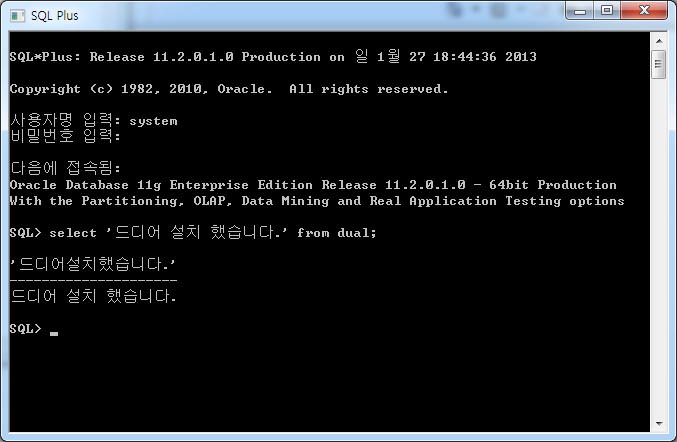 SQL Plus
SQL*Plus: Release 11.2.0.1.0 Production on 일 1월 27 18:44:36 2013
Copyright (c) 1982, 2010, Oracle.  All rights reserved.
사용자명 입력: system
비밀번호 입력:
다음에 접속됨:
Oracle Database 11g Enterprise Edition Release 11.2.0.1.0 - 64bit Production
With the Partitioning, OLAP, Data Mining and Real Application Testing options
SQL> select '드디어 설치 했습니다.' from dual;
'드디어설치했습니다.'
---------------------
드디어 설치 했습니다.
SQL> _